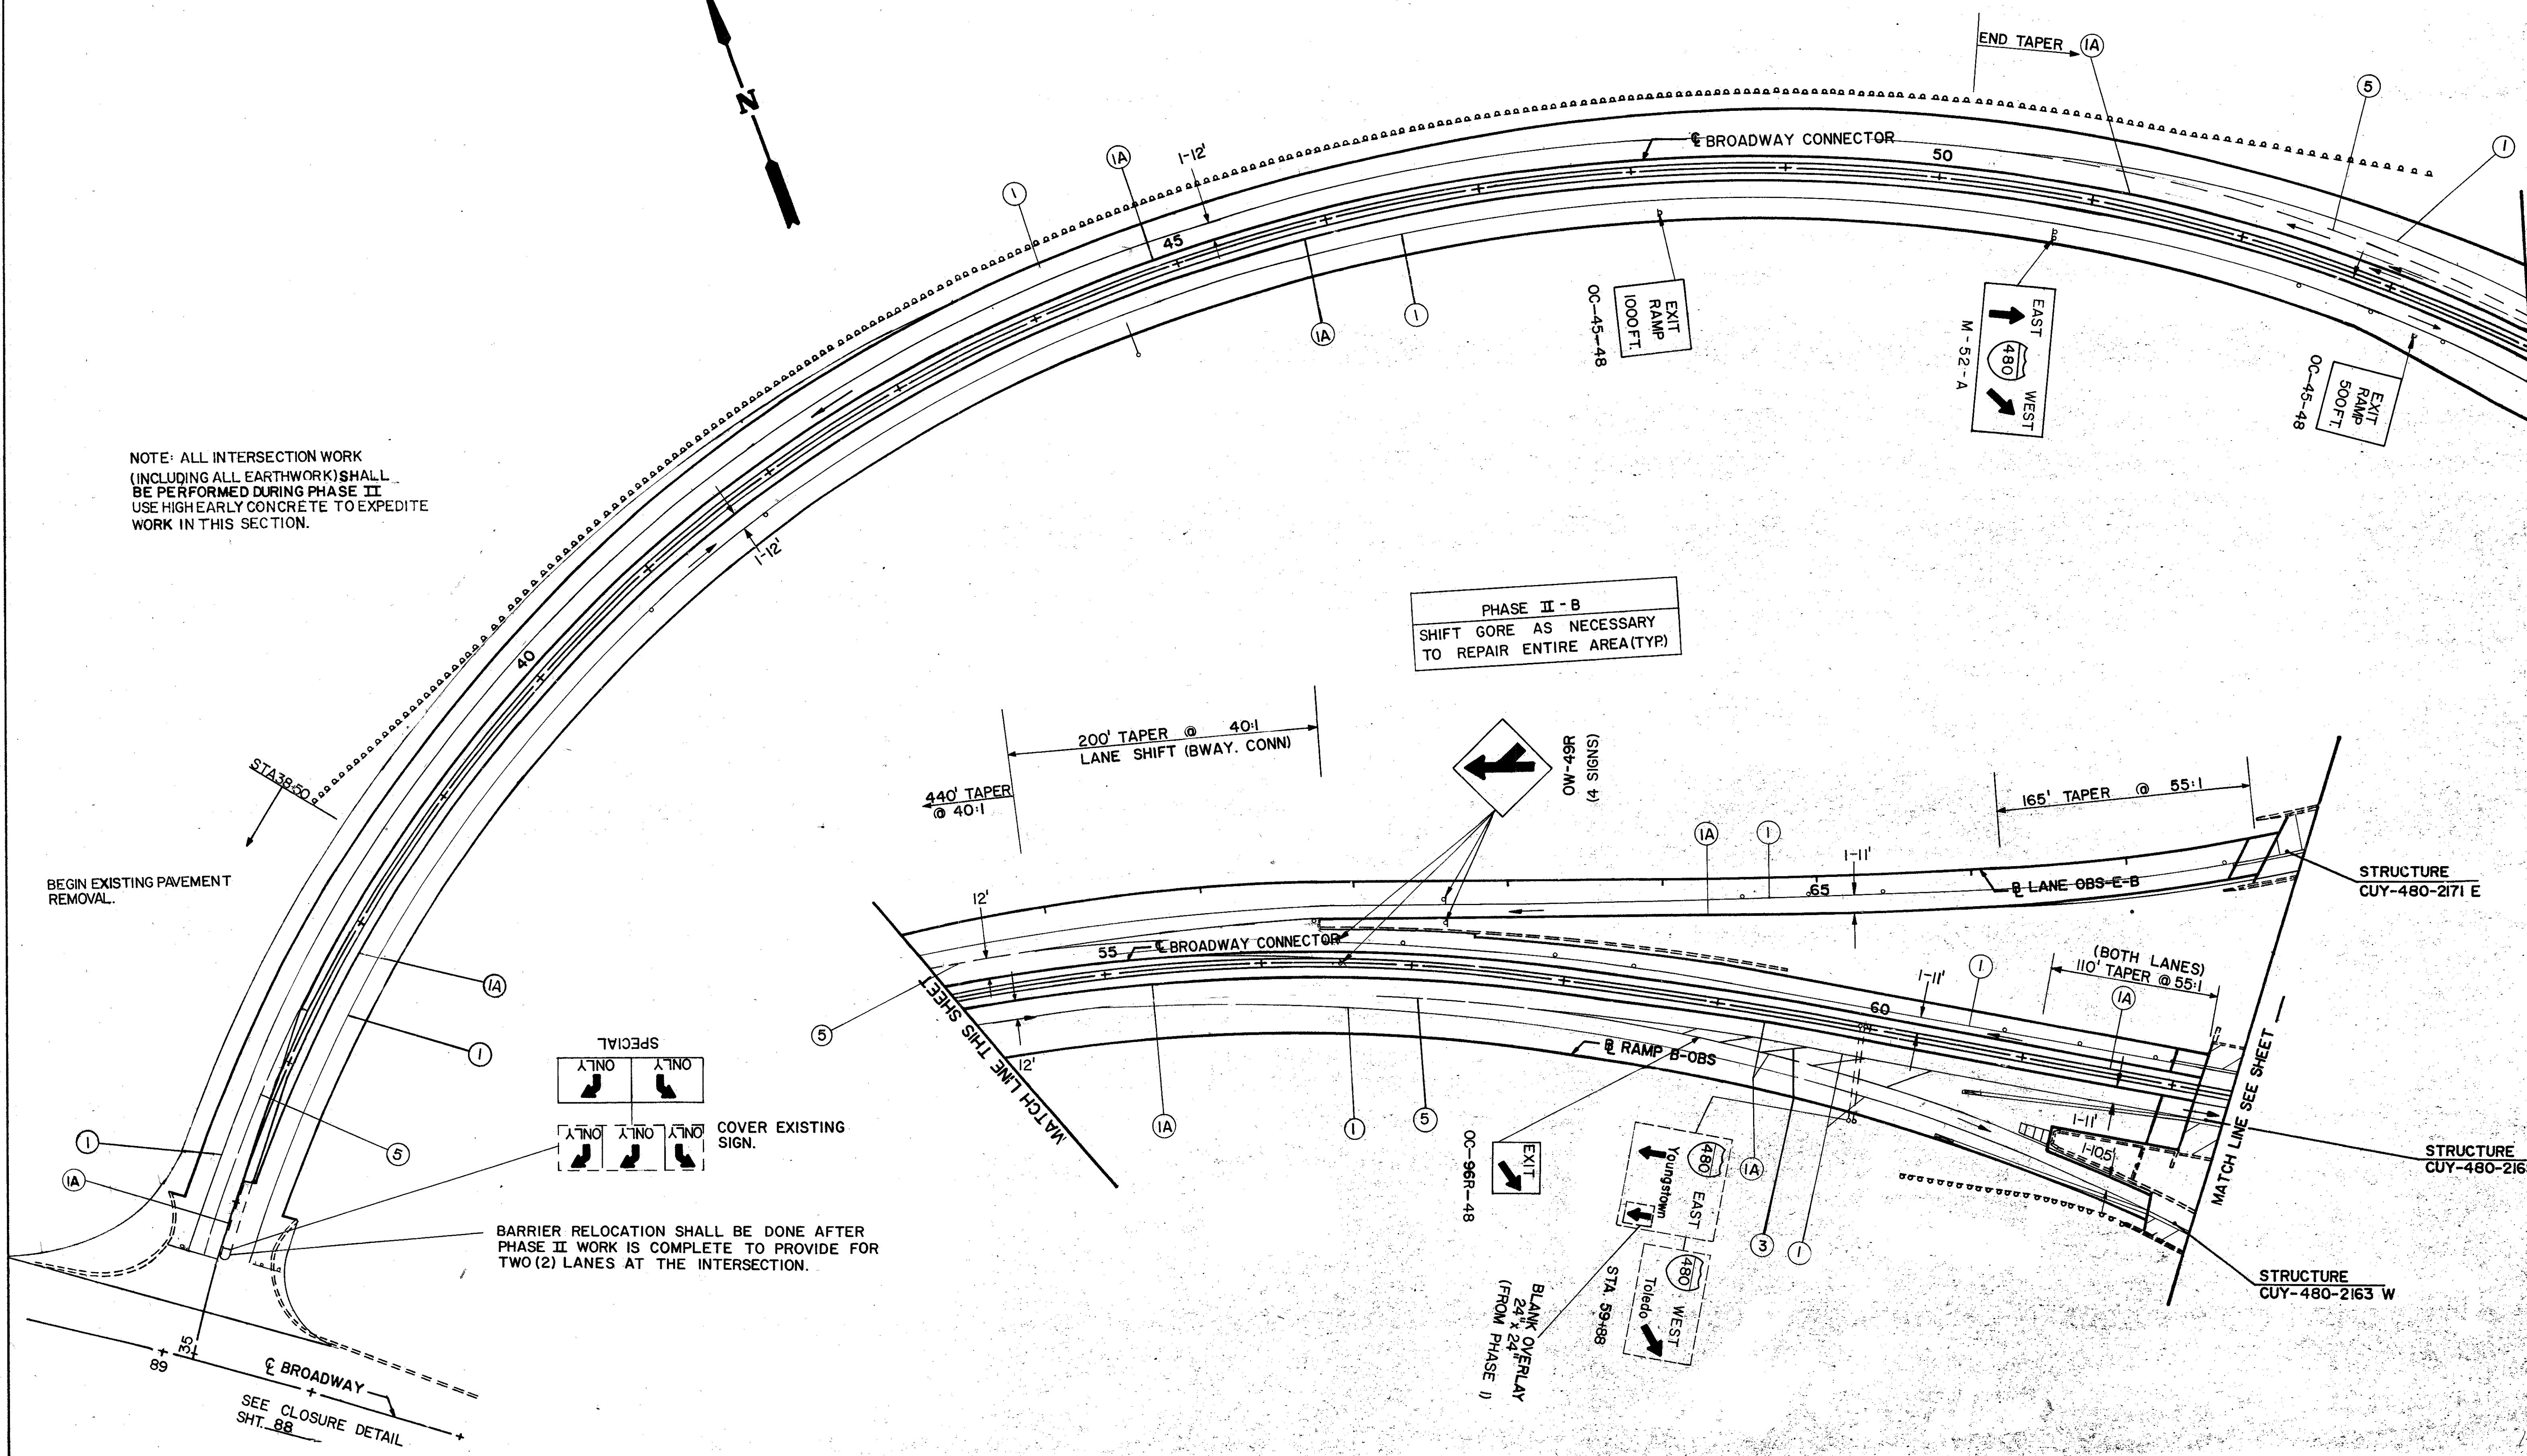 END TAPER
1A
5
1
N
1A
1-12'
1
℄ BROADWAY CONNECTOR
50
45
1A
1
EXIT
RAMP
1000 FT.
OC-45-48
EAST
480
WEST
M-52-A
EXIT
RAMP
500 FT.
OC-45-48
NOTE: ALL INTERSECTION WORK
(INCLUDING ALL EARTHWORK) SHALL
BE PERFORMED DURING PHASE II
USE HIGH EARLY CONCRETE TO EXPEDITE
WORK IN THIS SECTION.
1-12'
40
PHASE II-B
SHIFT GORE AS NECESSARY
TO REPAIR ENTIRE AREA (TYP.)
STA 38+50
BEGIN EXISTING PAVEMENT
REMOVAL.
200' TAPER @ 40:1
LANE SHIFT (BWAY. CONN)
440' TAPER
@ 40:1
OW-49R
(4 SIGNS)
165' TAPER @ 55:1
1A
1
1-11'
65
℄ LANE OBS-E-B
STRUCTURE
CUY-480-2171 E
12'
55
℄ BROADWAY CONNECTOR
(BOTH LANES)
110' TAPER @ 55:1
1A
1-11'
1
60
5
MATCH LINE THIS SHEET
12'
1A
1
5
℄ RAMP B-OBS
1-11'
1-10.5
MATCH LINE SEE SHEET
STRUCTURE
CUY-480-216
STRUCTURE
CUY-480-2163 W
EXIT
OC-96R-48
480 EAST
Youngstown
480 WEST
Toledo
STA. 59+88
1A
3
1
BLANK OVERLAY
24" x 24"
(FROM PHASE I)
1A
1
5
1
1A
SPECIAL
ONLY
ONLY
ONLY
ONLY
ONLY
COVER EXISTING
SIGN.
BARRIER RELOCATION SHALL BE DONE AFTER
PHASE II WORK IS COMPLETE TO PROVIDE FOR
TWO (2) LANES AT THE INTERSECTION.
35
89
℄ BROADWAY
SEE CLOSURE DETAIL
SHT. 88